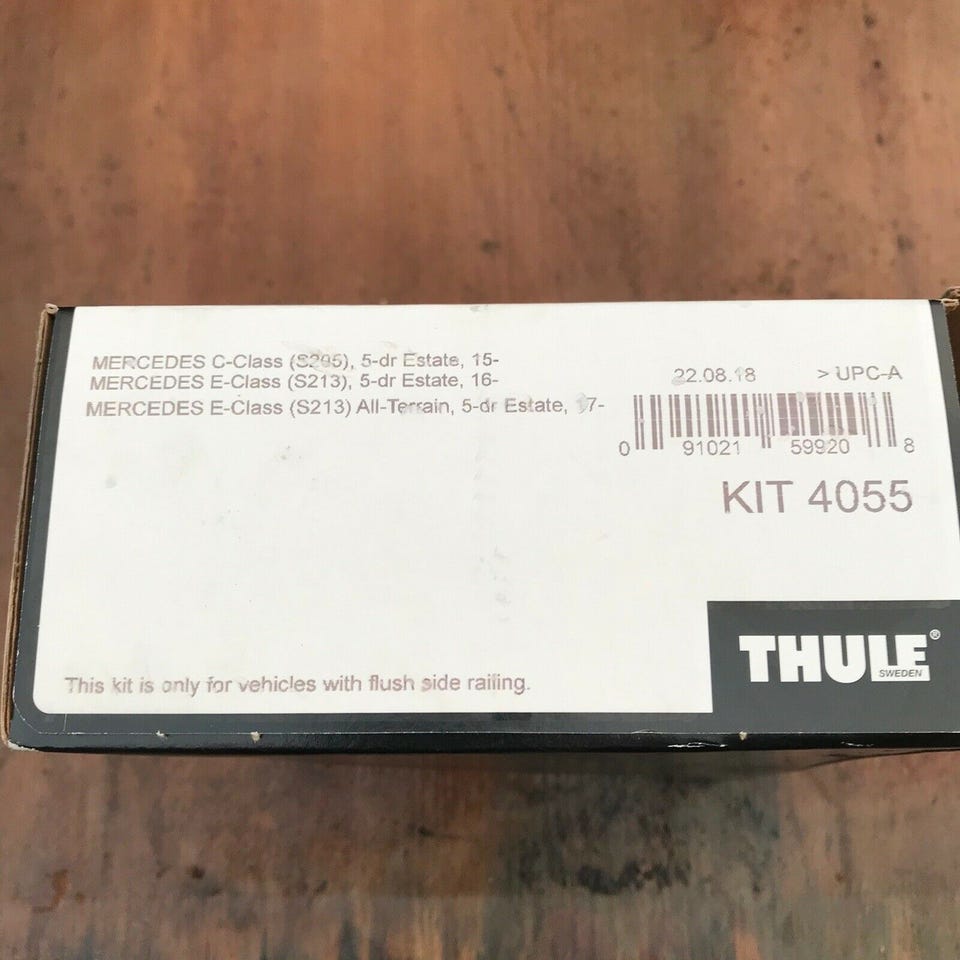 MERCEDES C-Class (S205), 5-dr Estate, 15-
MERCEDES E-Class (S213), 5-dr Estate, 16-
MERCEDES E-Class (S213) All-Terrain, 5-dr Estate, 17-
22.08.18 > UPC-A
0 91021 59920 8
KIT 4055
THULE®
SWEDEN
This kit is only for vehicles with flush side railing.